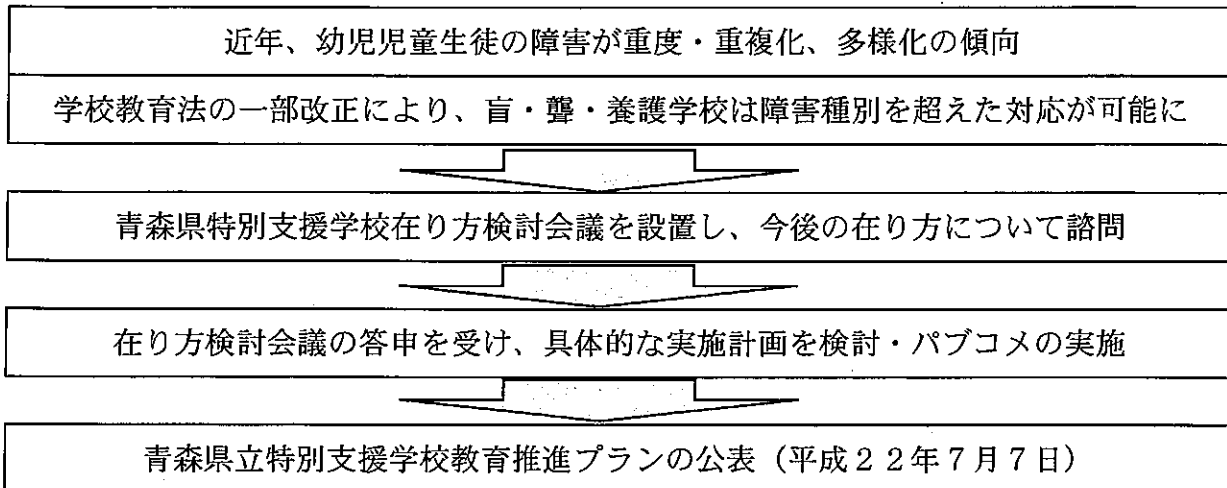 近年、幼児児童生徒の障害が重度・重複化、多様化の傾向
学校教育法の一部改正により、盲・聾・養護学校は障害種別を超えた対応が可能に
青森県特別支援学校在り方検討会議を設置し、今後の在り方について諮問
在り方検討会議の答申を受け、具体的な実施計画を検討・パブコメの実施
青森県立特別支援学校教育推進プランの公表（平成２２年７月７日）